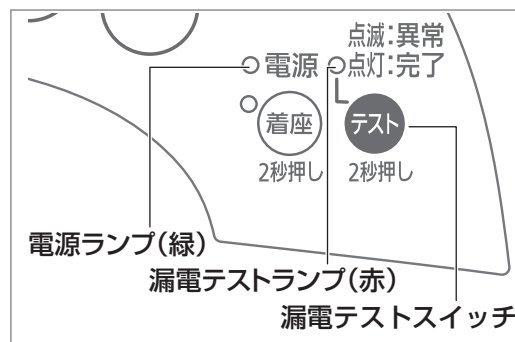 点滅:異常
電源 点灯:完了
着座 テスト
2秒押し 2秒押し
電源ランプ(緑)
漏電テストランプ(赤)
漏電テストスイッチ